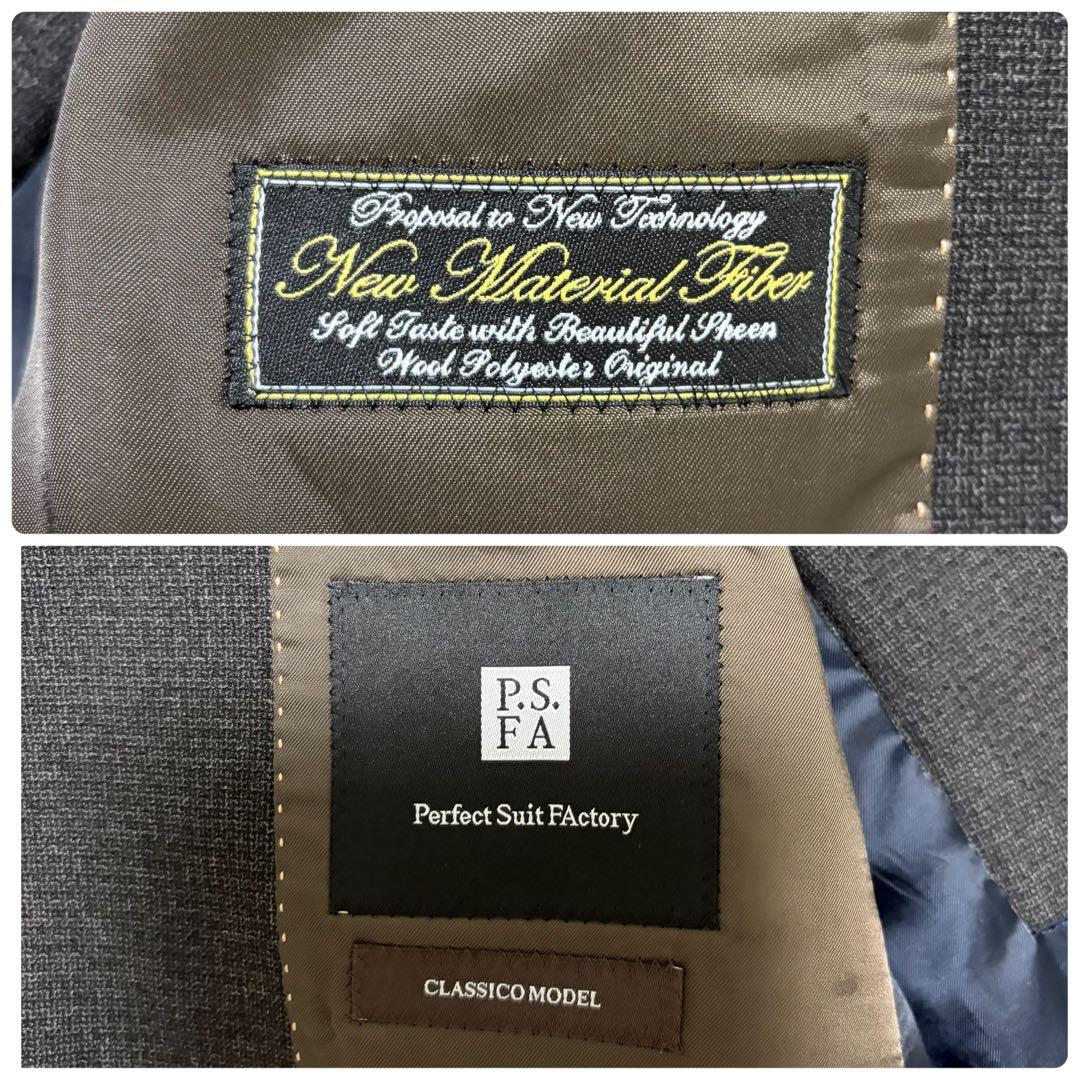 Proposal to New Technology
New Material Fiber
Soft Taste with Beautiful Sheen
Wool Polyester Original
P.S.
FA
Perfect Suit FActory
CLASSICO MODEL